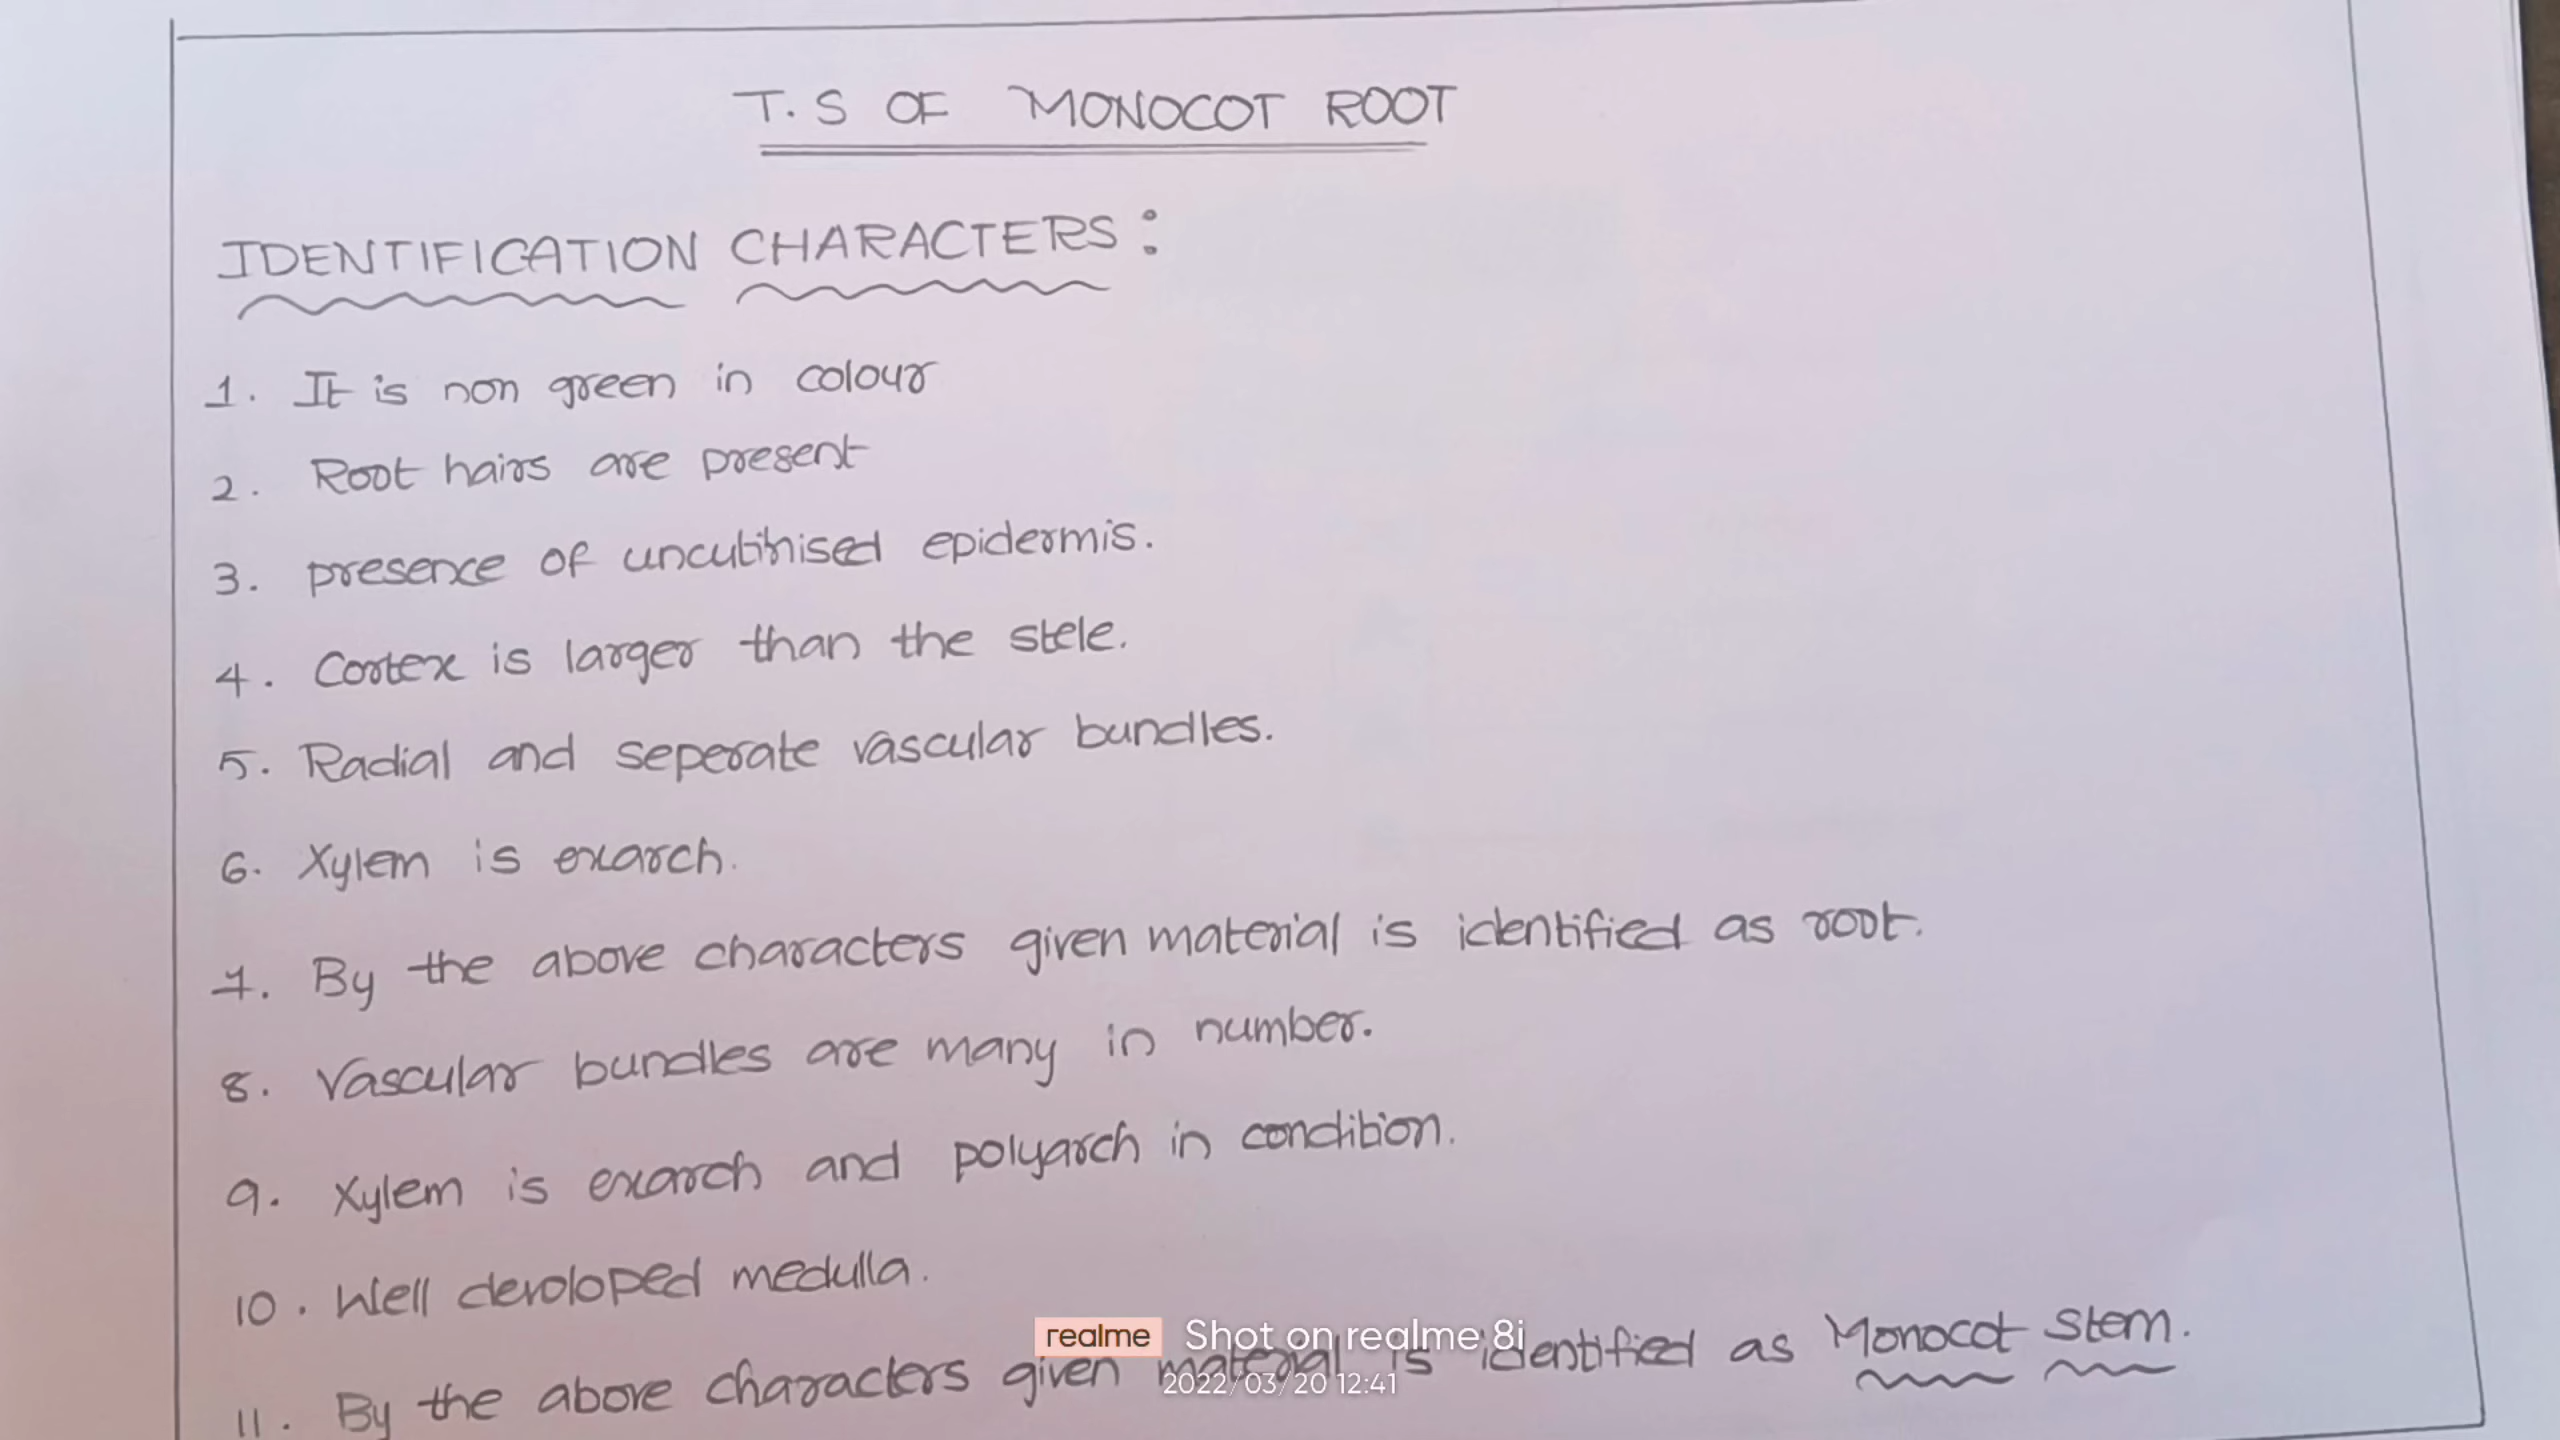 T.S OF MONOCOT ROOT
IDENTIFICATION CHARACTERS:
1. It is non green in colour
2. Root hairs are present
3. presence of uncutinised epidermis.
4. Cortex is larger than the stele.
5. Radial and seperate vascular bundles.
6. Xylem is exarch.
7. By the above characters given material is identified as root.
8. Vascular bundles are many in number.
9. Xylem is exarch and polyarch in condition.
10. Well devoloped medulla.
11. By the above characters given material is identified as Monocot Stem.
realme Shot on realme 8i
2022/03/20 12:41